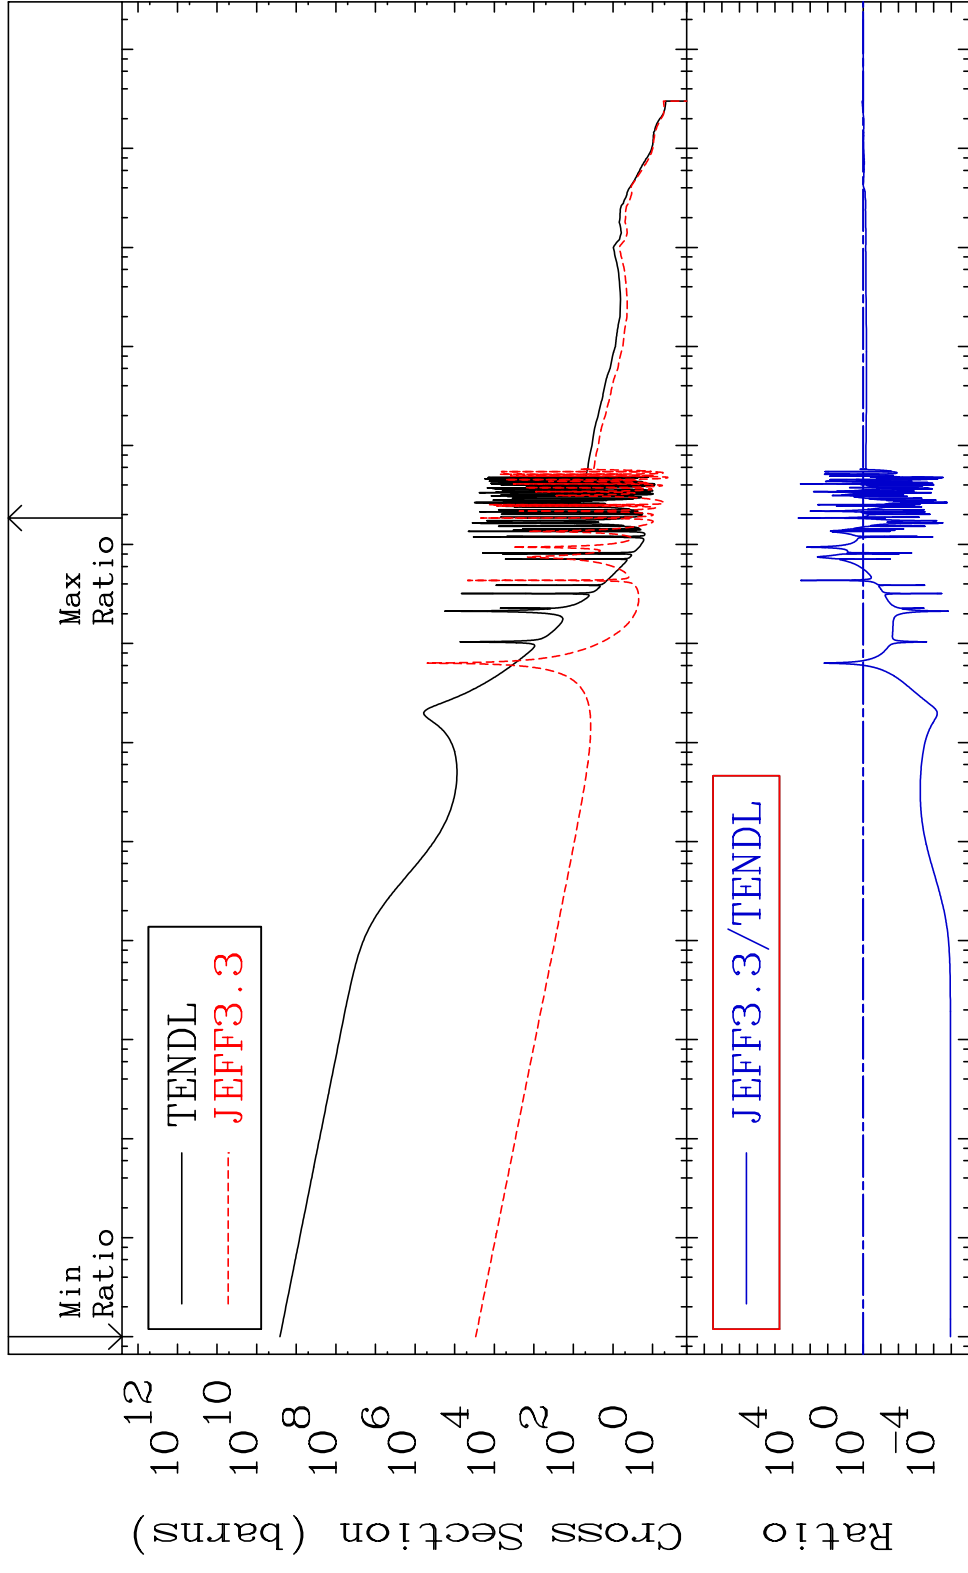 Min
Ratio
Max
Ratio
TENDL
JEFF3.3
10 12
10 10
10 8
10 6
10 4
10 2
10 0
Cross Section (barns)
JEFF3.3/TENDL
10 4
10 0
10 -4
Ratio